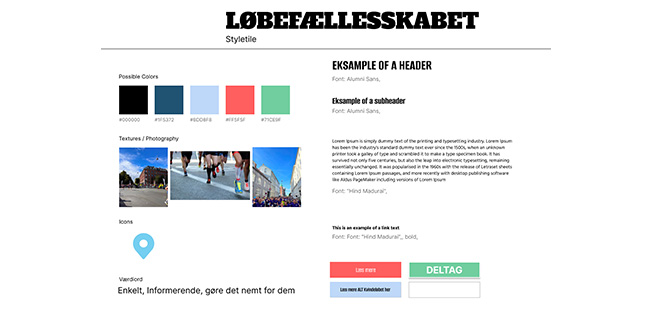 LØBEFÆLLESSKABET
Styletile
Possible Colors
#000000
#1F5372
#BDD8F8
#FF5F5F
#71CE9F
Textures / Photography
Icons
Værdiord
Enkelt, Informerende, gøre det nemt for dem
EKSAMPLE OF A HEADER
Font: Alumni Sans,
Eksample of a subheader
Font: Alumni Sans,
Lorem Ipsum is simply dummy text of the printing and typesetting industry. Lorem Ipsum
has been the industry's standard dummy text ever since the 1500s, when an unknown
printer took a galley of type and scrambled it to make a type specimen book. It has
survived not only five centuries, but also the leap into electronic typesetting, remaining
essentially unchanged. It was popularised in the 1960s with the release of Letraset sheets
containing Lorem Ipsum passages, and more recently with desktop publishing software
like Aldus PageMaker including versions of Lorem Ipsum
Font: "Hind Madurai",
This is an example of a link text
Font: Font: "Hind Madurai",, bold,
Læs mere
DELTAG
Læs mere ALT Kvindeløbet her